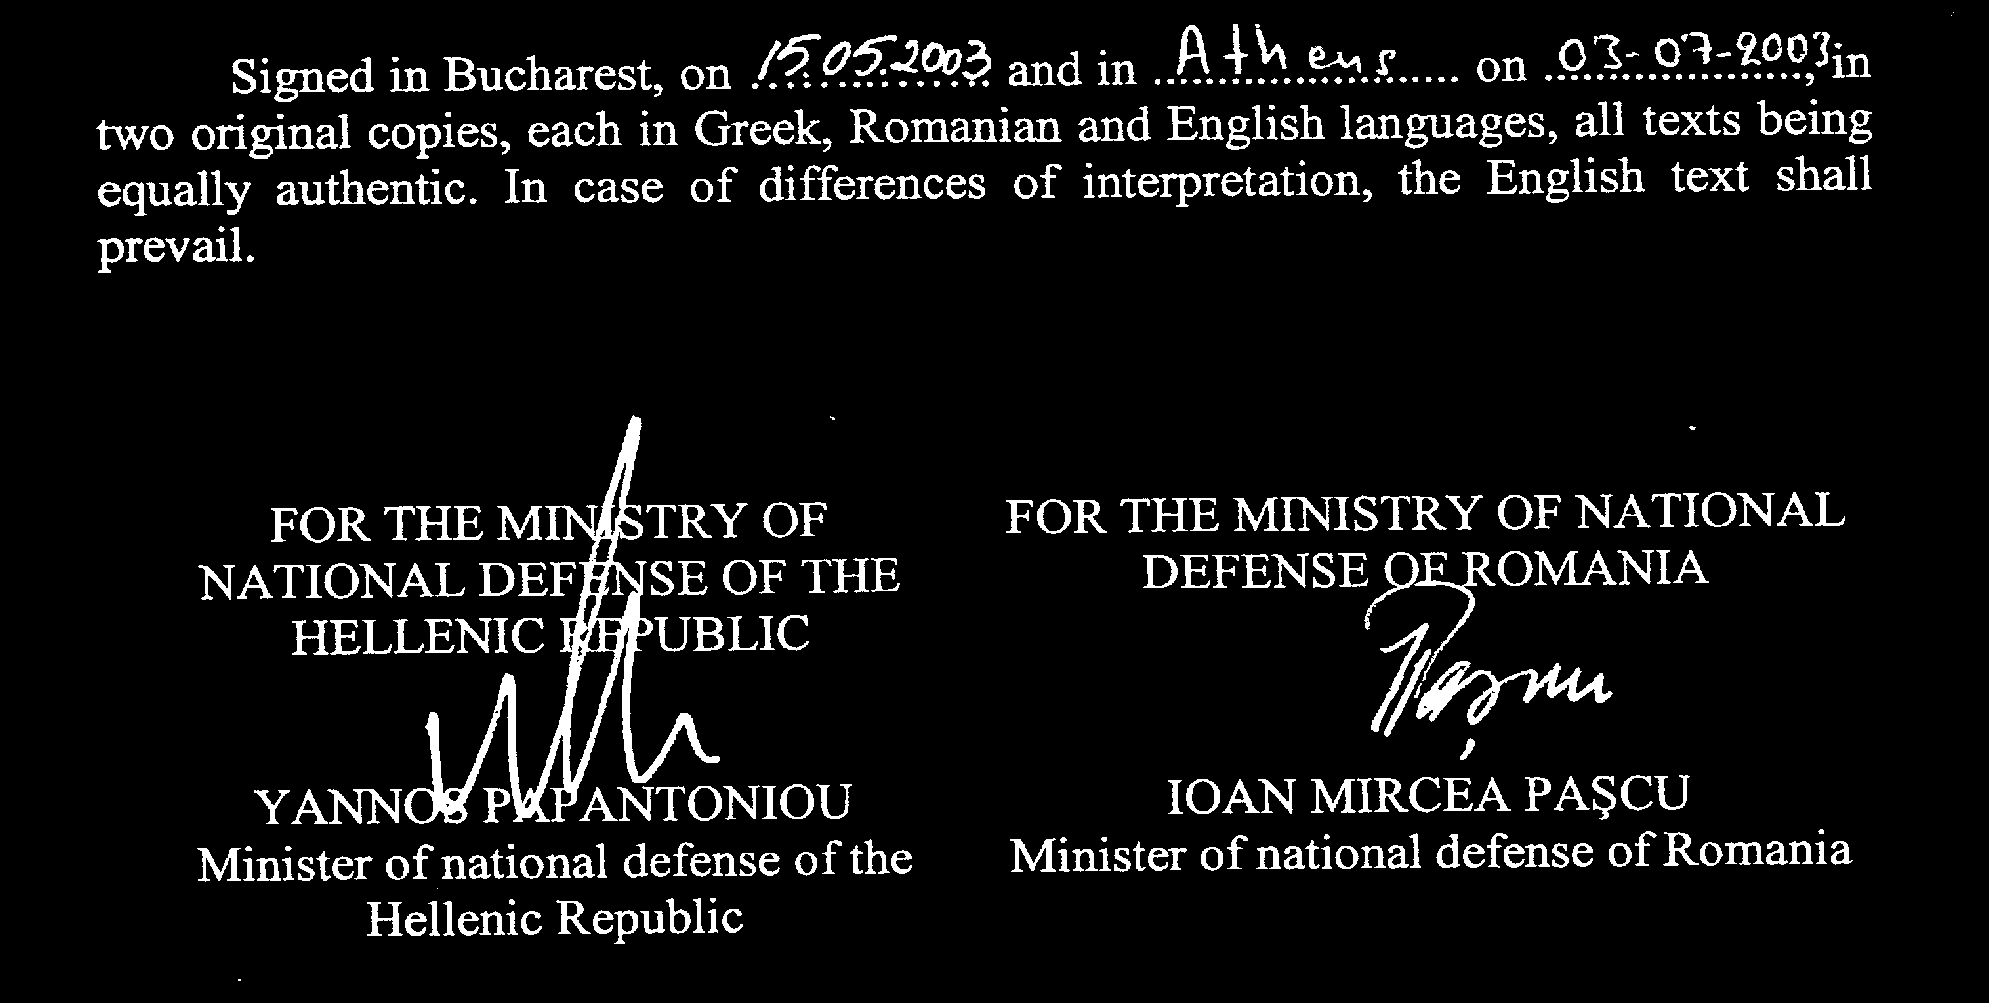 Signed in Bucharest, on 15.05.2003 and in Athens on 03-07-2003, in
two original copies, each in Greek, Romanian and English languages, all texts being
equally authentic. In case of differences of interpretation, the English text shall
prevail.
FOR THE MINISTRY OF
NATIONAL DEFENSE OF THE
HELLENIC REPUBLIC
YANNOS PAPANTONIOU
Minister of national defense of the
Hellenic Republic
FOR THE MINISTRY OF NATIONAL
DEFENSE OF ROMANIA
Pașcu
IOAN MIRCEA PAŞCU
Minister of national defense of Romania